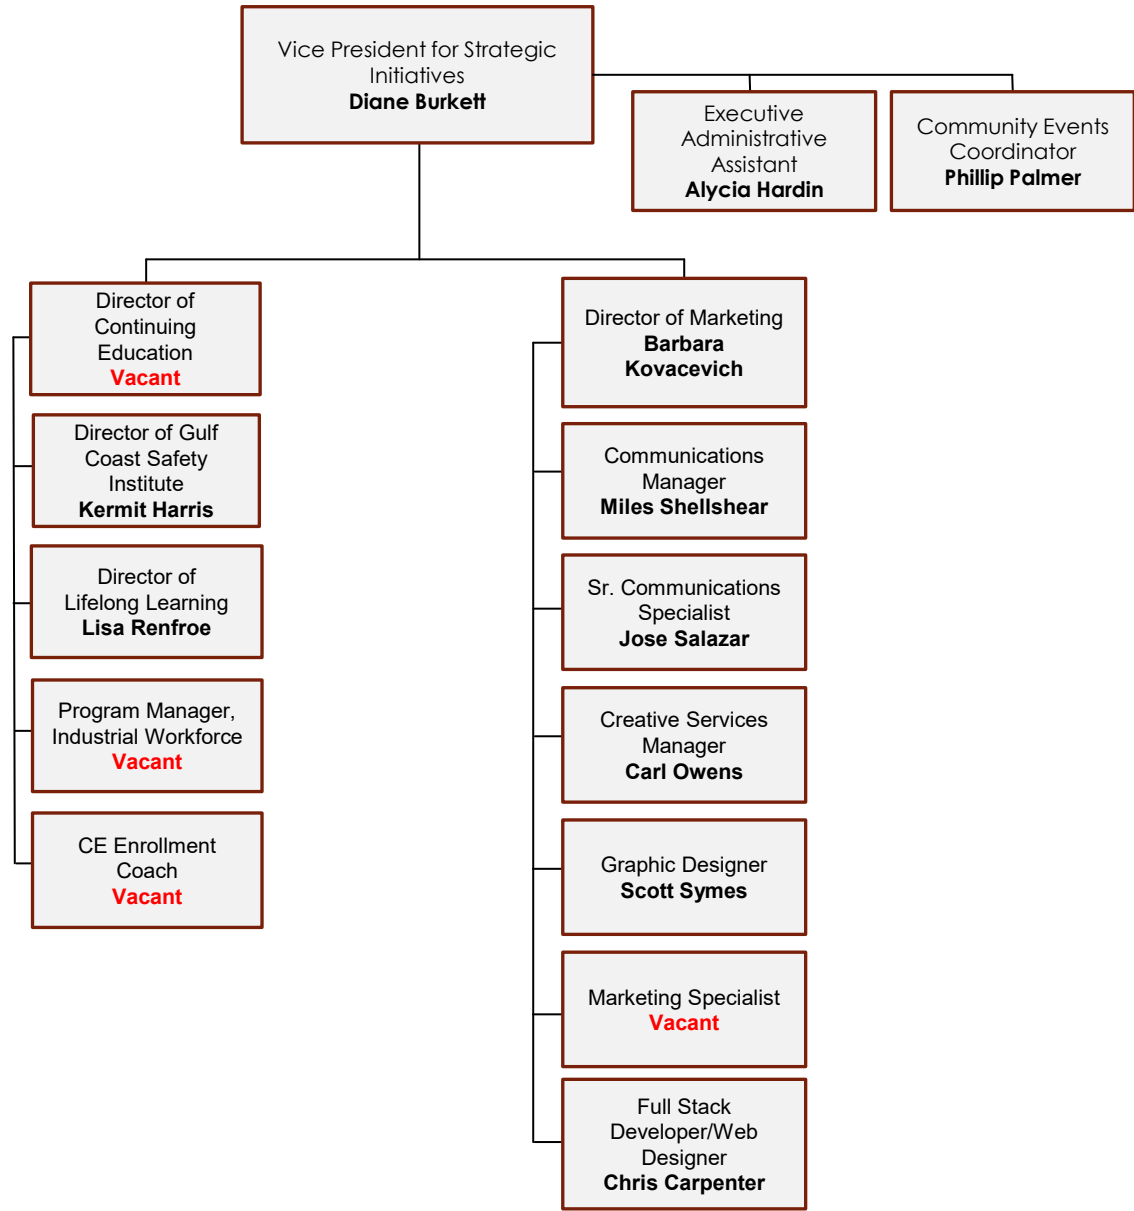 Vice President for Strategic
Initiatives
Diane Burkett
Executive
Administrative
Assistant
Alycia Hardin
Community Events
Coordinator
Phillip Palmer
Director of
Continuing
Education
Vacant
Director of Gulf
Coast Safety
Institute
Kermit Harris
Director of
Lifelong Learning
Lisa Renfroe
Program Manager,
Industrial Workforce
Vacant
CE Enrollment
Coach
Vacant
Director of Marketing
Barbara
Kovacevich
Communications
Manager
Miles Shellshear
Sr. Communications
Specialist
Jose Salazar
Creative Services
Manager
Carl Owens
Graphic Designer
Scott Symes
Marketing Specialist
Vacant
Full Stack
Developer/Web
Designer
Chris Carpenter